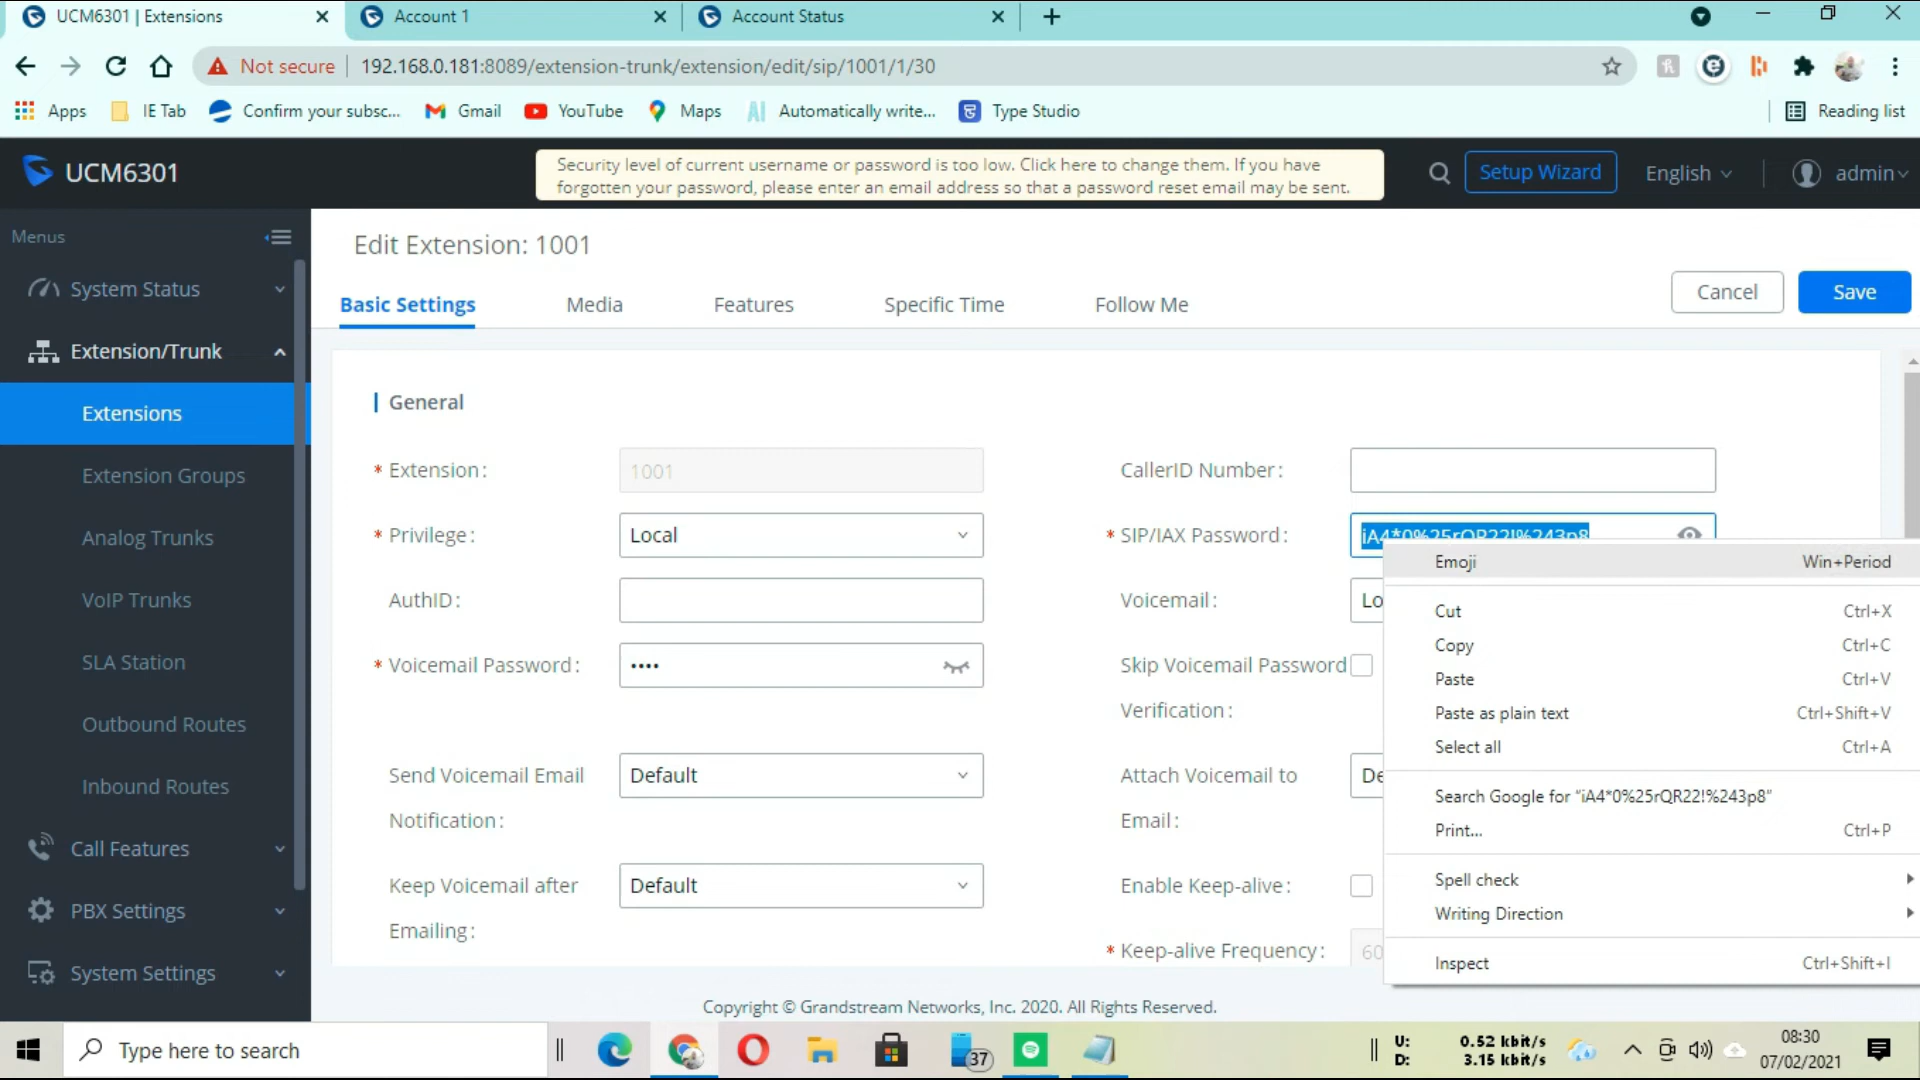 UCM6301 | Extensions
Account 1
Account Status
Not secure
192.168.0.181:8089/extension-trunk/extension/edit/sip/1001/1/30
Apps
IE Tab
Confirm your subsc...
Gmail
YouTube
Maps
AI
Automatically write...
Type Studio
Reading list
UCM6301
Security level of current username or password is too low. Click here to change them. If you have
forgotten your password, please enter an email address so that a password reset email may be sent.
Setup Wizard
English
admin
Menus
System Status
Extension/Trunk
Extensions
Extension Groups
Analog Trunks
VoIP Trunks
SLA Station
Outbound Routes
Inbound Routes
Call Features
PBX Settings
System Settings
Edit Extension: 1001
Cancel
Save
Basic Settings
Media
Features
Specific Time
Follow Me
General
* Extension:
1001
CallerID Number:
* Privilege:
Local
* SIP/IAX Password:
iA4*0%25rQR22!%243p8
AuthID:
Voicemail:
Lo
* Voicemail Password:
••••
Skip Voicemail Password
Verification:
Send Voicemail Email
Notification:
Default
Attach Voicemail to
Email:
De
Keep Voicemail after
Emailing:
Default
Enable Keep-alive:
* Keep-alive Frequency:
60
Emoji Win+Period
Cut Ctrl+X
Copy Ctrl+C
Paste Ctrl+V
Paste as plain text Ctrl+Shift+V
Select all Ctrl+A
Search Google for “iA4*0%25rQR22!%243p8”
Print... Ctrl+P
Spell check
Writing Direction
Inspect Ctrl+Shift+I
Copyright © Grandstream Networks, Inc. 2020. All Rights Reserved.
Type here to search
37
U: 0.52 kbit/s
D: 3.15 kbit/s
08:30
07/02/2021